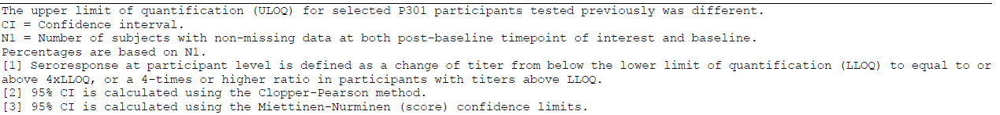 The upper limit of quantification (ULOQ) for selected P301 participants tested previously was different.
CI = Confidence interval.
N1 = Number of subjects with non-missing data at both post-baseline timepoint of interest and baseline.
Percentages are based on N1.
[1] Seroresponse at participant level is defined as a change of titer from below the lower limit of quantification (LLOQ) to equal to or
above 4xLLOQ, or a 4-times or higher ratio in participants with titers above LLOQ.
[2] 95% CI is calculated using the Clopper-Pearson method.
[3] 95% CI is calculated using the Miettinen-Nurminen (score) confidence limits.